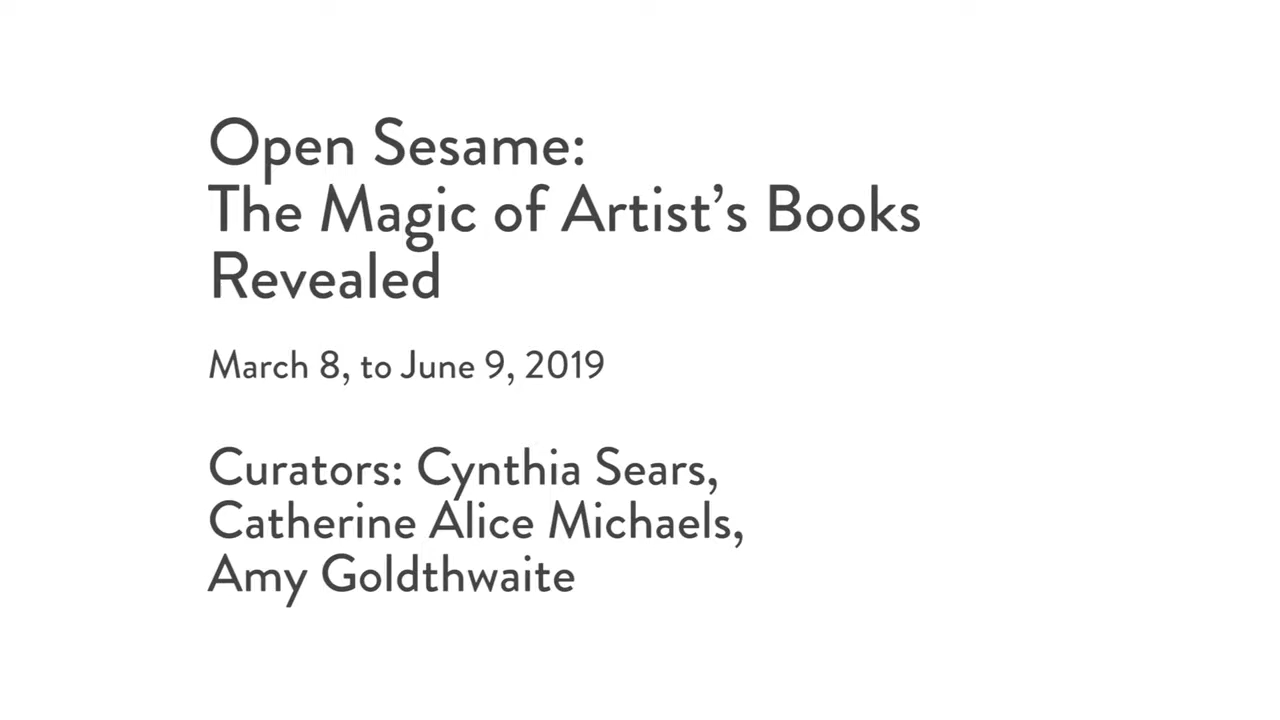 Open Sesame:
The Magic of Artist’s Books
Revealed
March 8, to June 9, 2019
Curators: Cynthia Sears,
Catherine Alice Michaels,
Amy Goldthwaite